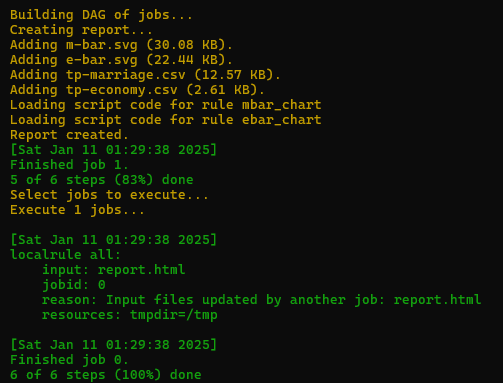 Building DAG of jobs...
Creating report...
Adding m-bar.svg (30.08 KB).
Adding e-bar.svg (22.44 KB).
Adding tp-marriage.csv (12.57 KB).
Adding tp-economy.csv (2.61 KB).
Loading script code for rule mbar_chart
Loading script code for rule ebar_chart
Report created.
[Sat Jan 11 01:29:38 2025]
Finished job 1.
5 of 6 steps (83%) done
Select jobs to execute...
Execute 1 jobs...

[Sat Jan 11 01:29:38 2025]
localrule all:
    input: report.html
    jobid: 0
    reason: Input files updated by another job: report.html
    resources: tmpdir=/tmp

[Sat Jan 11 01:29:38 2025]
Finished job 0.
6 of 6 steps (100%) done